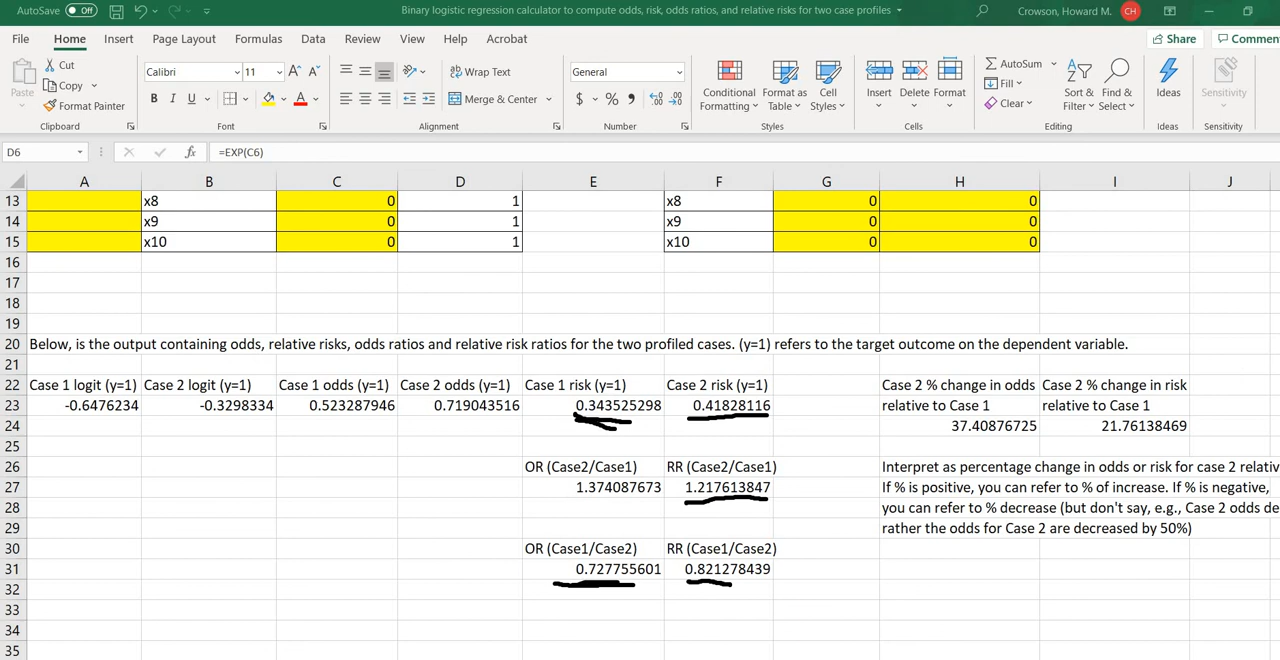 AutoSave Off Binary logistic regression calculator to compute odds, risk, odds ratios, and relative risks for two case profiles Crowson, Howard M. CH
File Home Insert Page Layout Formulas Data Review View Help Acrobat Share Commen
Paste Cut Copy Format Painter
Calibri 11 A A B I U A
Wrap Text Merge & Center
General $ % 9
Conditional Formatting Format as Table Cell Styles
Insert Delete Format
AutoSum Fill Clear Sort & Filter Find & Select
Ideas Sensitivity
Clipboard Font Alignment Number Styles Cells Editing Ideas Sensitivity
D6 fx =EXP(C6)
A B C D E F G H I J
13 x8 0 1 x8 0 0
14 x9 0 1 x9 0 0
15 x10 0 1 x10 0 0
16
17
18
19
20 Below, is the output containing odds, relative risks, odds ratios and relative risk ratios for the two profiled cases. (y=1) refers to the target outcome on the dependent variable.
21
22 Case 1 logit (y=1) Case 2 logit (y=1) Case 1 odds (y=1) Case 2 odds (y=1) Case 1 risk (y=1) Case 2 risk (y=1) Case 2 % change in odds Case 2 % change in risk
23 -0.6476234 -0.3298334 0.523287946 0.719043516 0.343525298 0.41828116 relative to Case 1 relative to Case 1
24 37.40876725 21.76138469
25
26 OR (Case2/Case1) RR (Case2/Case1) Interpret as percentage change in odds or risk for case 2 relativ
27 1.374087673 1.217613847 If % is positive, you can refer to % of increase. If % is negative,
28 you can refer to % decrease (but don't say, e.g., Case 2 odds de
29 rather the odds for Case 2 are decreased by 50%)
30 OR (Case1/Case2) RR (Case1/Case2)
31 0.727755601 0.821278439
32
33
34
35